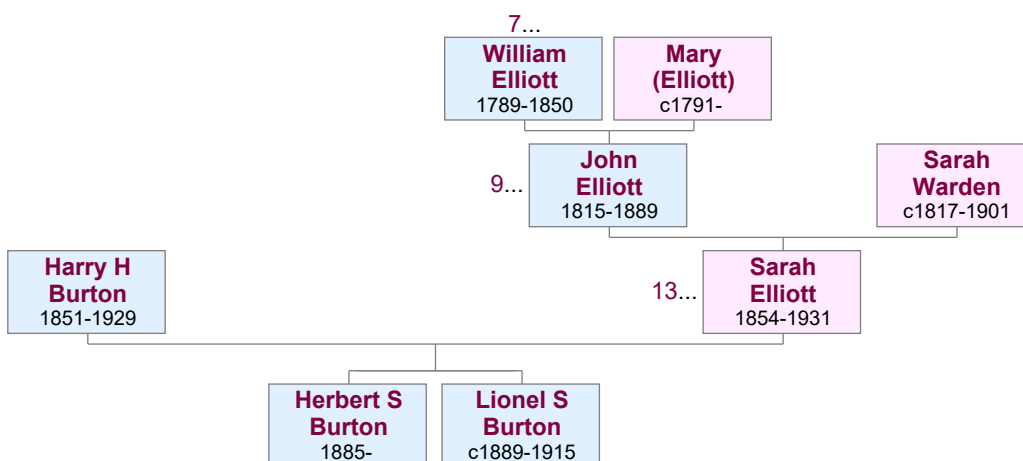 7...
William
Elliott
1789-1850
Mary
(Elliott)
c1791-
9...
John
Elliott
1815-1889
Sarah
Warden
c1817-1901
Harry H
Burton
1851-1929
13...
Sarah
Elliott
1854-1931
Herbert S
Burton
1885-
Lionel S
Burton
c1889-1915